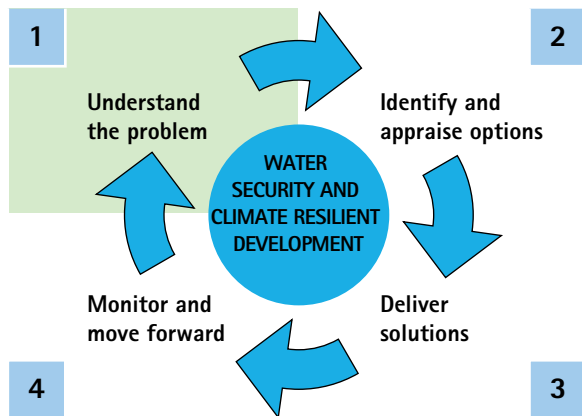 1
2
Understand
the problem
Identify and
appraise options
WATER
SECURITY AND
CLIMATE RESILIENT
DEVELOPMENT
Monitor and
move forward
Deliver
solutions
4
3